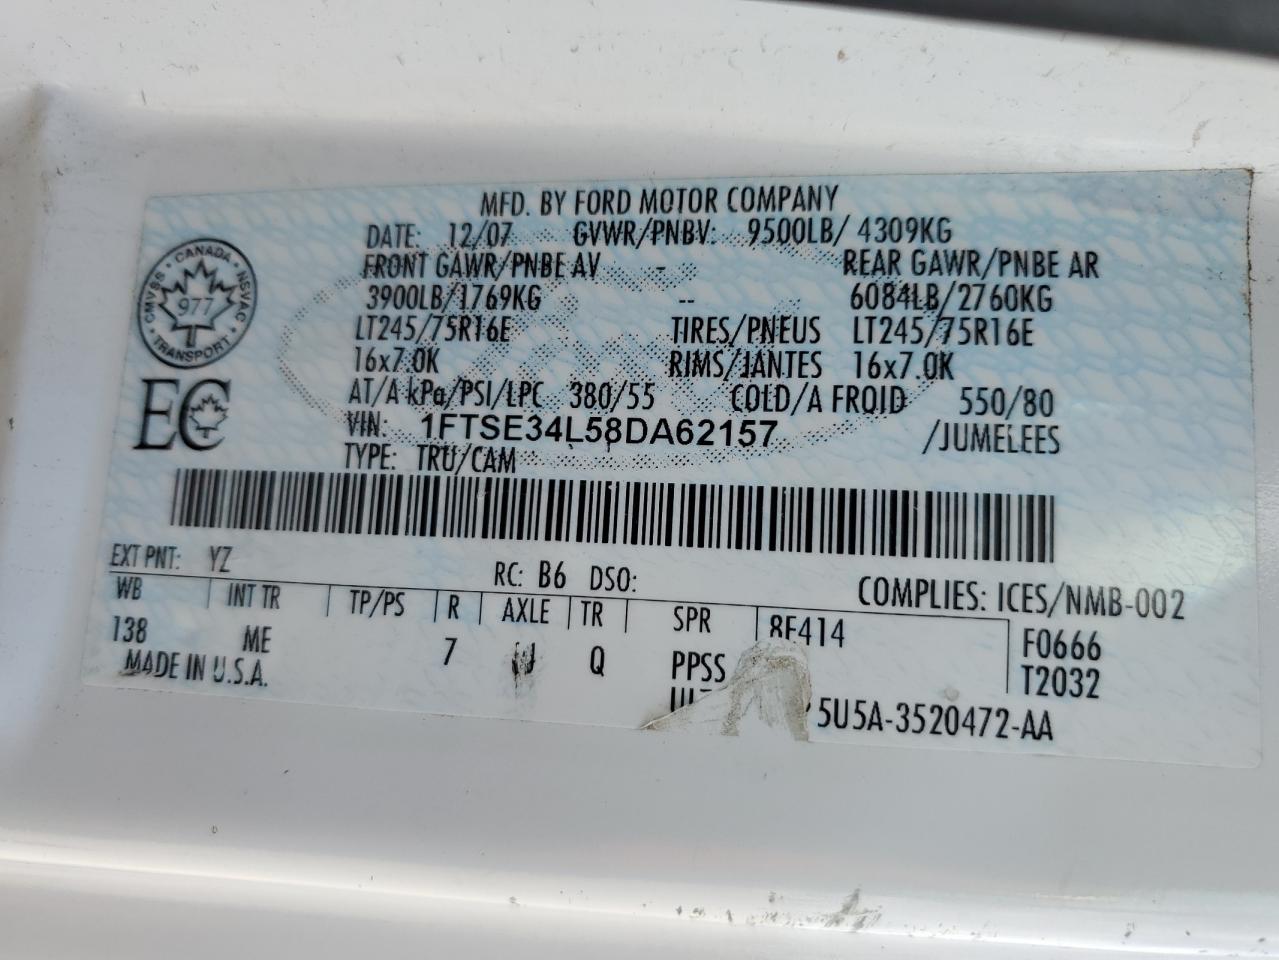 MFD. BY FORD MOTOR COMPANY
DATE: 12/07 GVWR/PNBV: 9500LB/ 4309KG
FRONT GAWR/PNBE AV - REAR GAWR/PNBE AR
3900LB/1769KG -- 6084LB/2760KG
LT245/75R16E TIRES/PNEUS LT245/75R16E
16x7.0K RIMS/JANTES 16x7.0K
AT/A kPa/PSI/LPC 380/55 COLD/A FROID 550/80
VIN: 1FTSE34L58DA62157 /JUMELEES
TYPE: TRU/CAM
CANADA
CMVSS NSVAC
977
TRANSPORT
EC
EXT PNT: YZ RC: B6 DSO: COMPLIES: ICES/NMB-002
WB INT TR TP/PS R AXLE TR SPR 8F414 F0666
138 ME 7 Q PPSS T2032
MADE IN U.S.A. 5U5A-3520472-AA